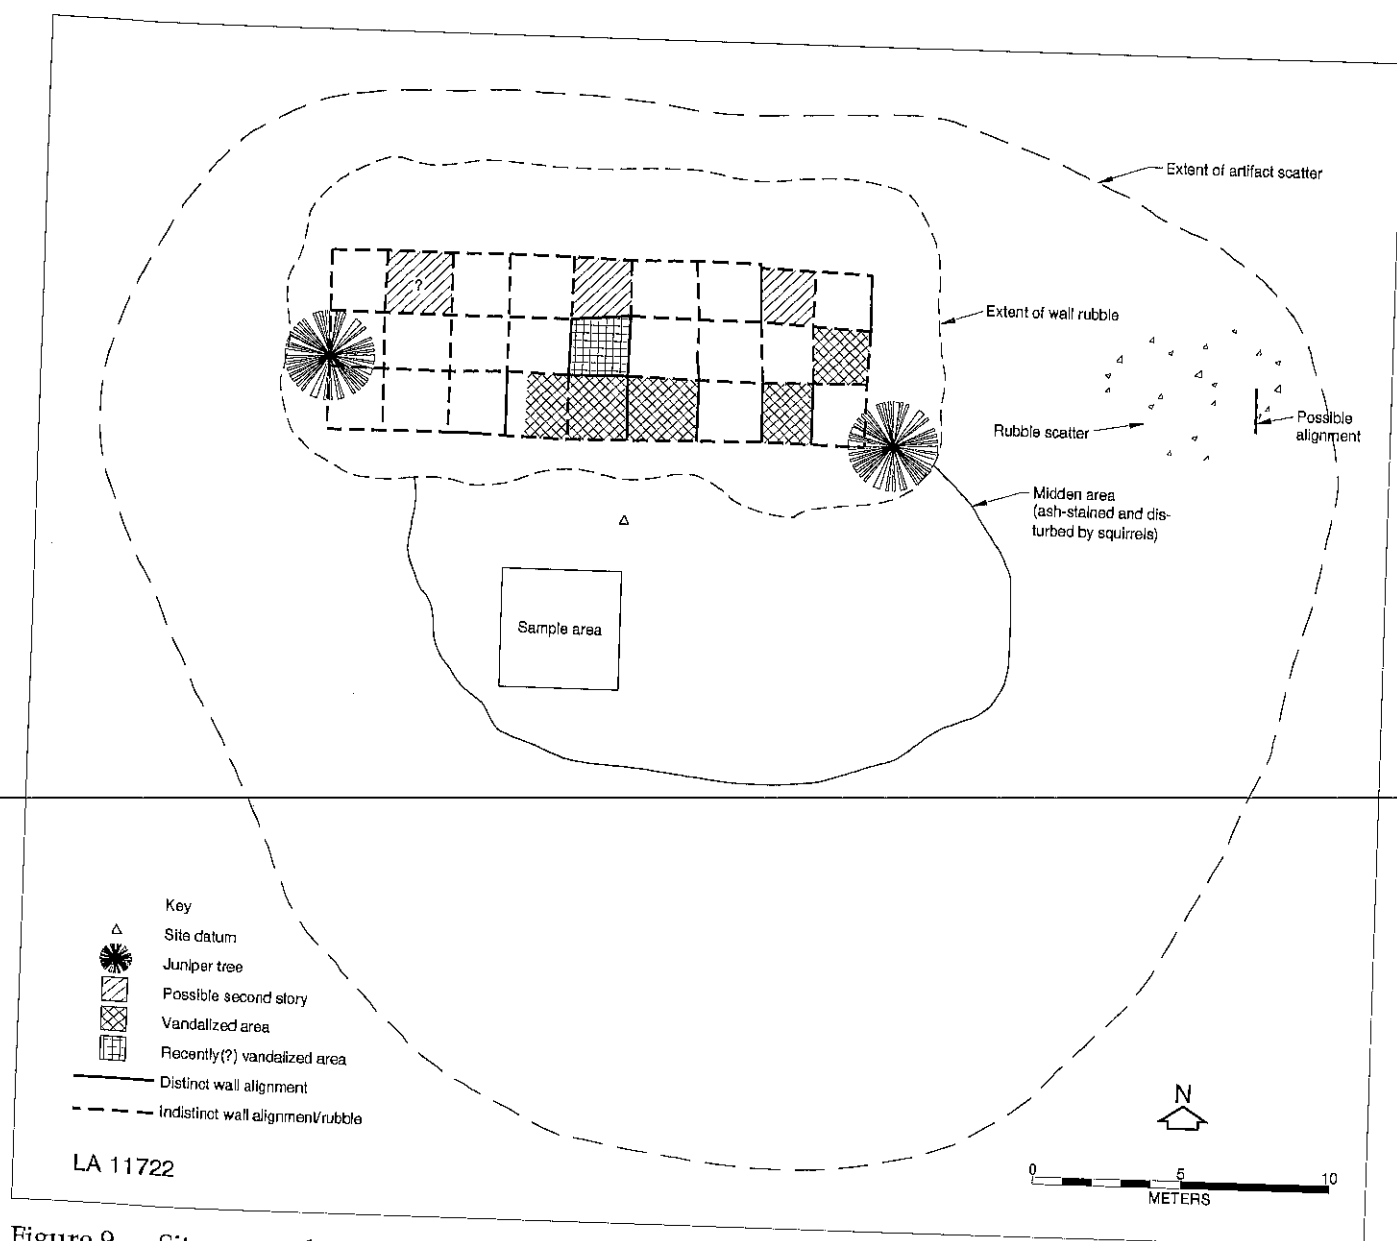 Extent of artifact scatter
?
Extent of wall rubble
Rubble scatter
Possible
alignment
Midden area
(ash-stained and dis-
turbed by squirrels)
Sample area
Key
Site datum
Juniper tree
Possible second story
Vandalized area
Recently(?) vandalized area
Distinct wall alignment
Indistinct wall alignment/rubble
LA 11722
N
0 5 10
METERS
Figure 9